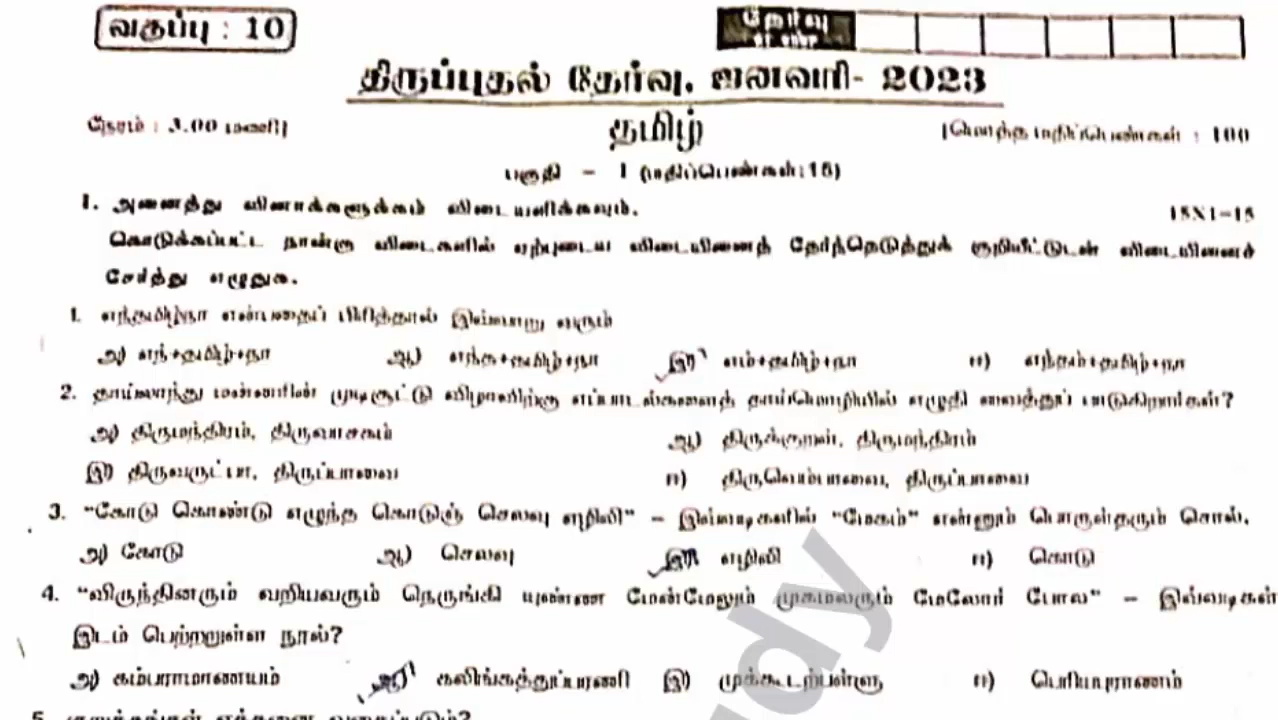 வகுப்பு : 10
தேர்வு எண்
திருப்புதல் தேர்வு, ஜனவரி- 2023
நேரம் : 3.00 மணி] தமிழ் [மொத்த மதிப்பெண்கள் : 100
பகுதி - I (மதிப்பெண்கள்:15)
I. அனைத்து வினாக்களுக்கும் விடையளிக்கவும். 15X1=15
கொடுக்கப்பட்ட நான்கு விடைகளில் ஏற்புடைய விடையினைத் தேர்ந்தெடுத்துக் குறியீட்டுடன் விடையினைச்
சேர்த்து எழுதுக.
1. எந்தமிழ்நா என்பதைப் பிரித்தால் இவ்வாறு வரும்
அ) எந்+தமிழ்+நா ஆ) எந்த+தமிழ்+நா இ) எம்+தமிழ்+நா ஈ) எந்தம்+தமிழ்+நா
2. தாய்லாந்து மன்னரின் முடிசூட்டு விழாவிற்கு எப்பாடல்களைத் தாய்மொழியில் எழுதி வைத்துப் பாடுகிறார்கள்?
அ) திருமந்திரம், திருவாசகம் ஆ) திருக்குறள், திருமந்திரம்
இ) திருவருட்பா, திருப்பாவை ஈ) திருவெம்பாவை, திருப்பாவை
3. "கோடு கொண்டு எழுந்த கொடுஞ் செலவு எழிலி" - இவ்வடிகளில் "மேகம்" என்னும் பொருள்தரும் சொல்.
அ) கோடு ஆ) செலவு இ) எழிலி ஈ) கொடு
4. "விருந்தினரும் வறியவரும் நெருங்கி யுண்ண மேன்மேலும் முகமலரும் மேலோர் போல" - இவ்வடிகள்
இடம் பெற்றுள்ள நூல்?
அ) கம்பராமாயணம் ஆ) கலிங்கத்துப்பரணி இ) முக்கூடற்பள்ளு ஈ) பெரியபுராணம்